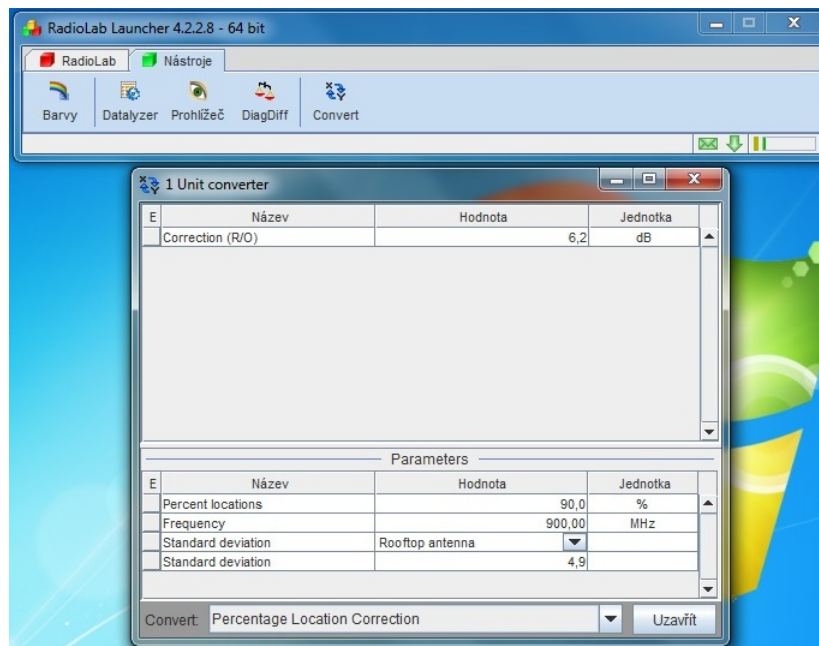 RadioLab Launcher 4.2.2.8 - 64 bit
RadioLab Nástroje
Barvy Datalyzer Prohlížeč DiagDiff Convert
1 Unit converter
E Název Hodnota Jednotka
Correction (R/O) 6,2 dB
Parameters
E Název Hodnota Jednotka
Percent locations 90,0 %
Frequency 900,00 MHz
Standard deviation Rooftop antenna
Standard deviation 4,9
Convert: Percentage Location Correction Uzavřít